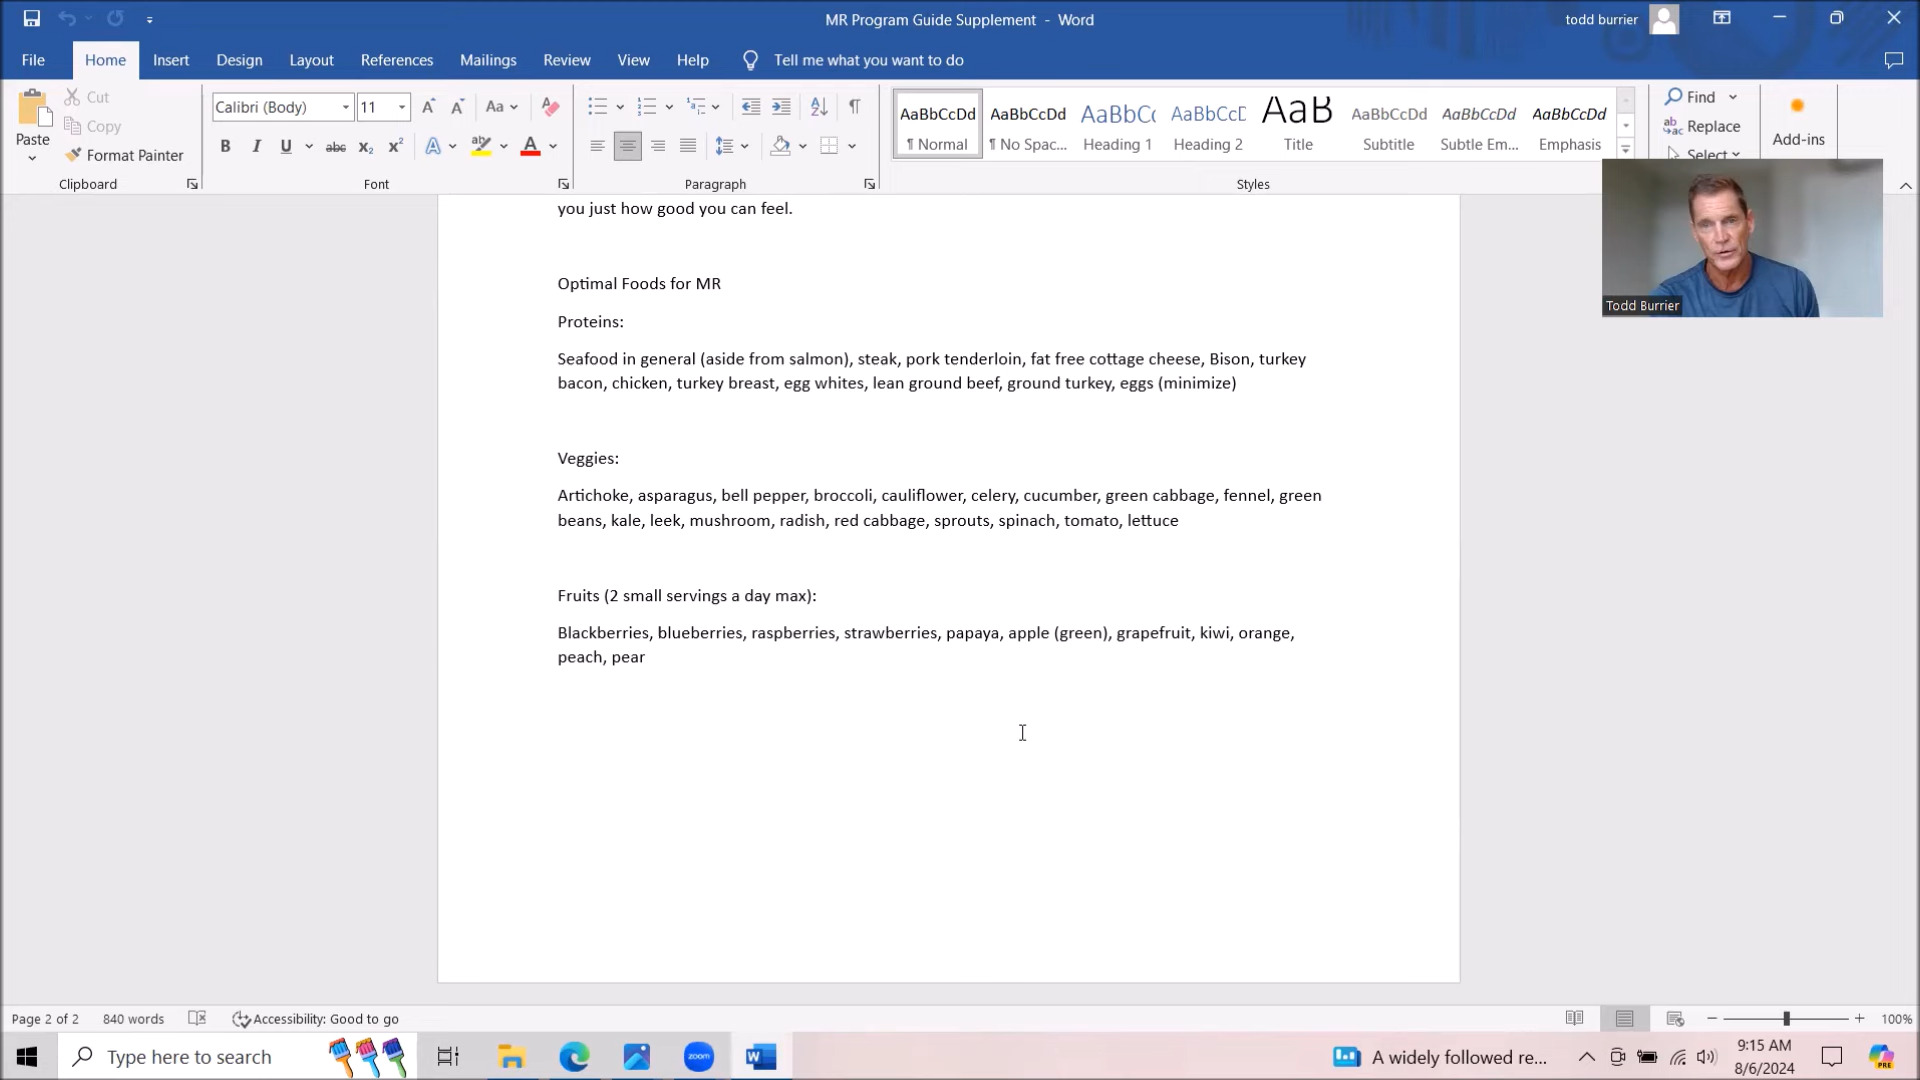 MR Program Guide Supplement - Word
todd burrier
File Home Insert Design Layout References Mailings Review View Help Tell me what you want to do
Paste
Cut
Copy
Format Painter
Clipboard
Calibri (Body) 11
Font
Paragraph
AaBbCcDd AaBbCcDd AaBbCc AaBbCcD AaB AaBbCcDd AaBbCcDd AaBbCcDd
¶ Normal ¶ No Spac... Heading 1 Heading 2 Title Subtitle Subtle Em... Emphasis
Styles
Find
Replace
Select
Add-ins
Todd Burrier
you just how good you can feel.
Optimal Foods for MR
Proteins:
Seafood in general (aside from salmon), steak, pork tenderloin, fat free cottage cheese, Bison, turkey
bacon, chicken, turkey breast, egg whites, lean ground beef, ground turkey, eggs (minimize)
Veggies:
Artichoke, asparagus, bell pepper, broccoli, cauliflower, celery, cucumber, green cabbage, fennel, green
beans, kale, leek, mushroom, radish, red cabbage, sprouts, spinach, tomato, lettuce
Fruits (2 small servings a day max):
Blackberries, blueberries, raspberries, strawberries, papaya, apple (green), grapefruit, kiwi, orange,
peach, pear
Page 2 of 2 840 words Accessibility: Good to go 100%
Type here to search
zoom
A widely followed re...
9:15 AM
8/6/2024
PRE